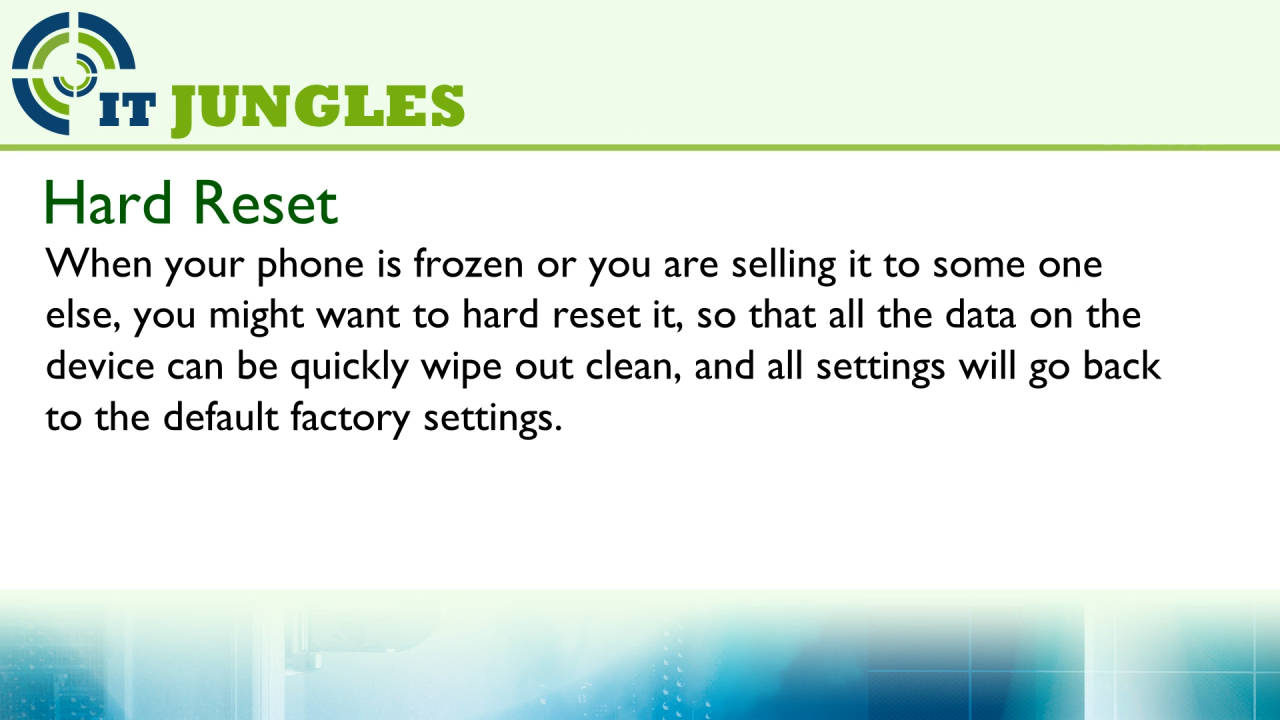 IT JUNGLES
Hard Reset
When your phone is frozen or you are selling it to some one
else, you might want to hard reset it, so that all the data on the
device can be quickly wipe out clean, and all settings will go back
to the default factory settings.